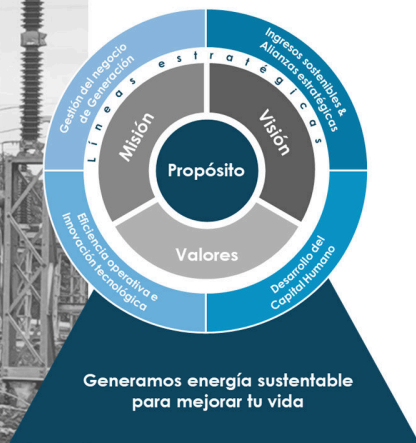 Líneas estratégicas
Gestión del negocio
de Generación
Ingresos sostenibles &
Alianzas estratégicas
Misión
Visión
Propósito
Valores
Eficiencia operativa e
Innovación tecnológica
Desarrollo del
Capital Humano
Generamos energía sustentable
para mejorar tu vida